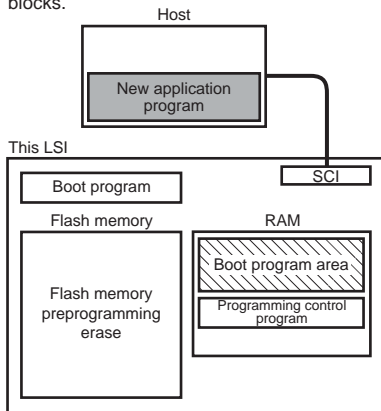 blocks.
Host
New application
program
This LSI
SCI
Boot program
Flash memory
RAM
Flash memory
preprogramming
erase
Boot program area
Programming control
program